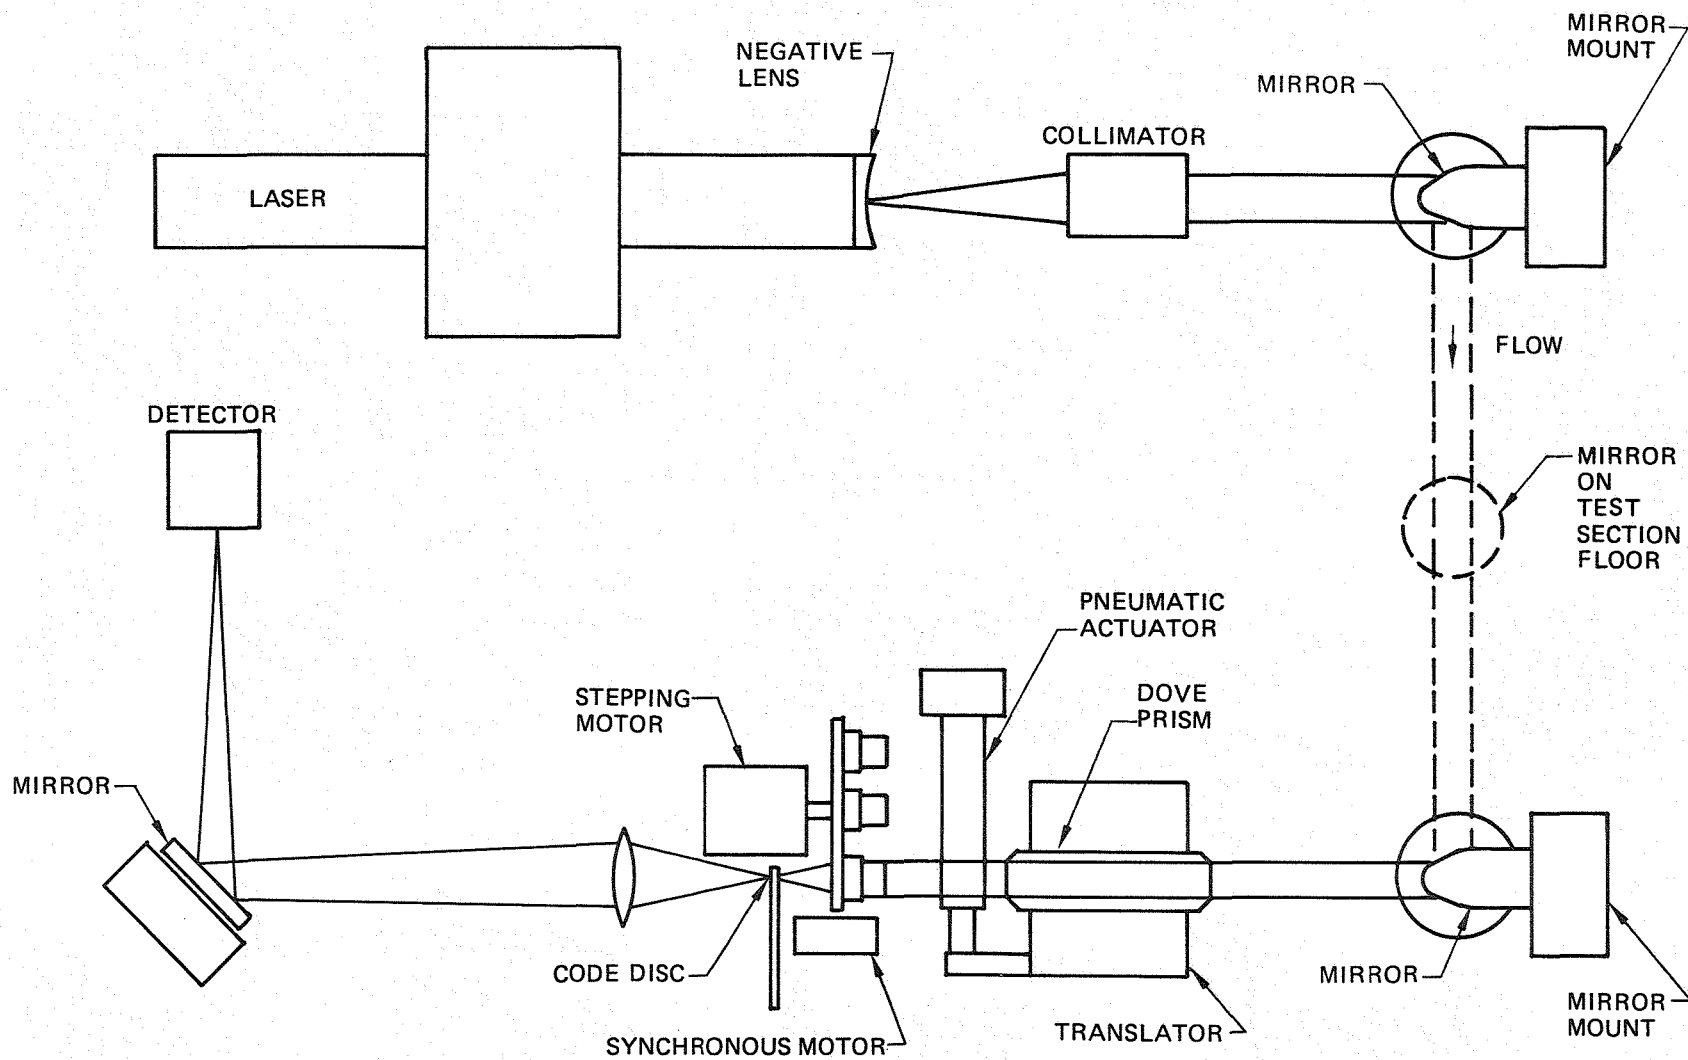 MIRROR
MOUNT
NEGATIVE
LENS
MIRROR
COLLIMATOR
LASER
FLOW
DETECTOR
MIRROR
ON
TEST
SECTION
FLOOR
PNEUMATIC
ACTUATOR
STEPPING
MOTOR
DOVE
PRISM
MIRROR
CODE DISC
MIRROR
MIRROR
MOUNT
TRANSLATOR
SYNCHRONOUS MOTOR